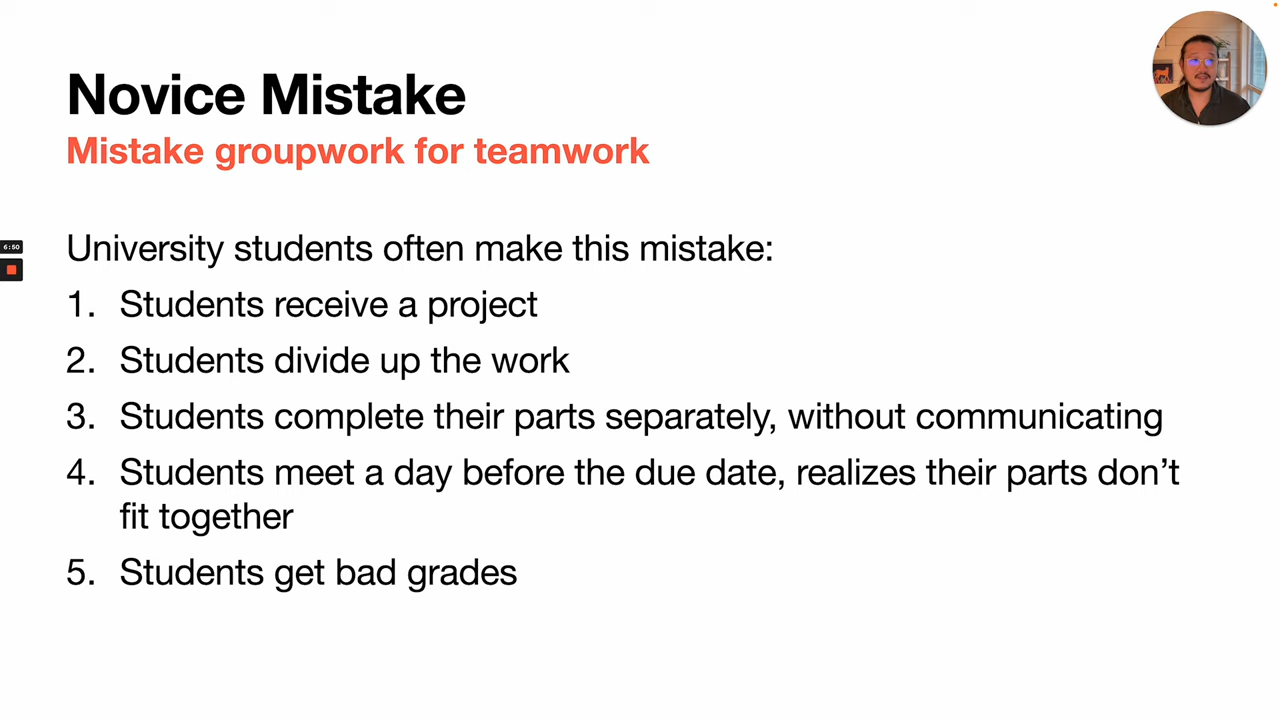 Novice Mistake
Mistake groupwork for teamwork
6:50
University students often make this mistake:
1. Students receive a project
2. Students divide up the work
3. Students complete their parts separately, without communicating
4. Students meet a day before the due date, realizes their parts don’t
fit together
5. Students get bad grades